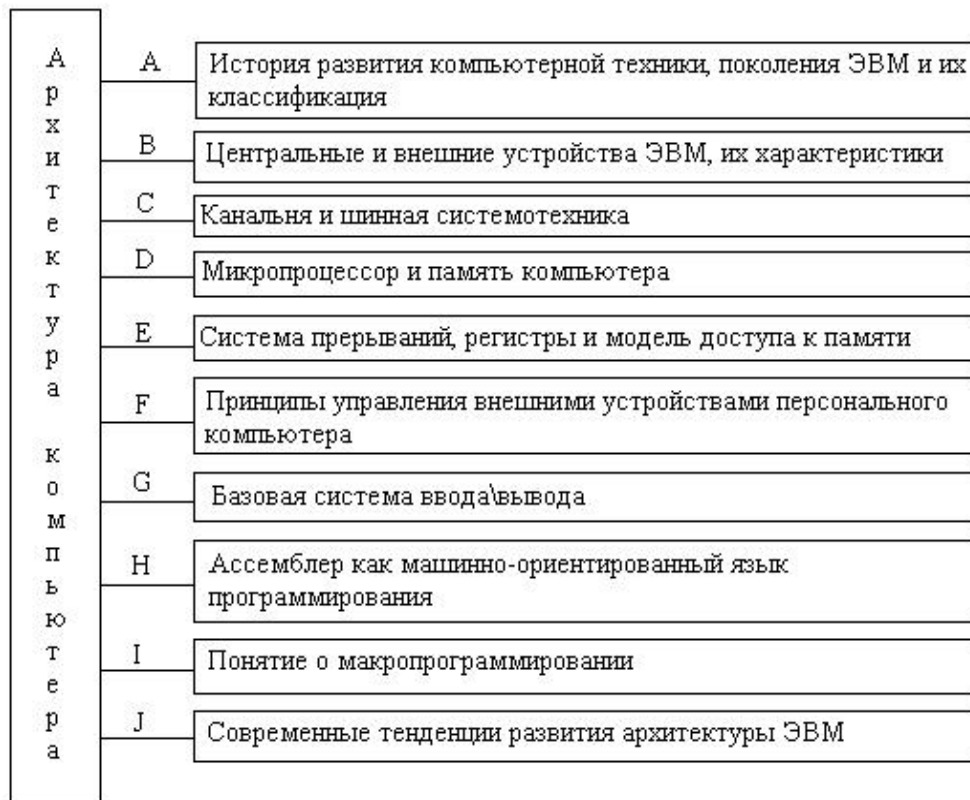 Архитектура компьютера
A
История развития компьютерной техники, поколения ЭВМ и их
классификация
B
Центральные и внешние устройства ЭВМ, их характеристики
C
Канальня и шинная системотехника
D
Микропроцессор и память компьютера
E
Система прерываний, регистры и модель доступа к памяти
F
Принципы управления внешними устройствами персонального
компьютера
G
Базовая система ввода\вывода
H
Ассемблер как машинно-ориентированный язык
программирования
I
Понятие о макропрограммировании
J
Современные тенденции развития архитектуры ЭВМ